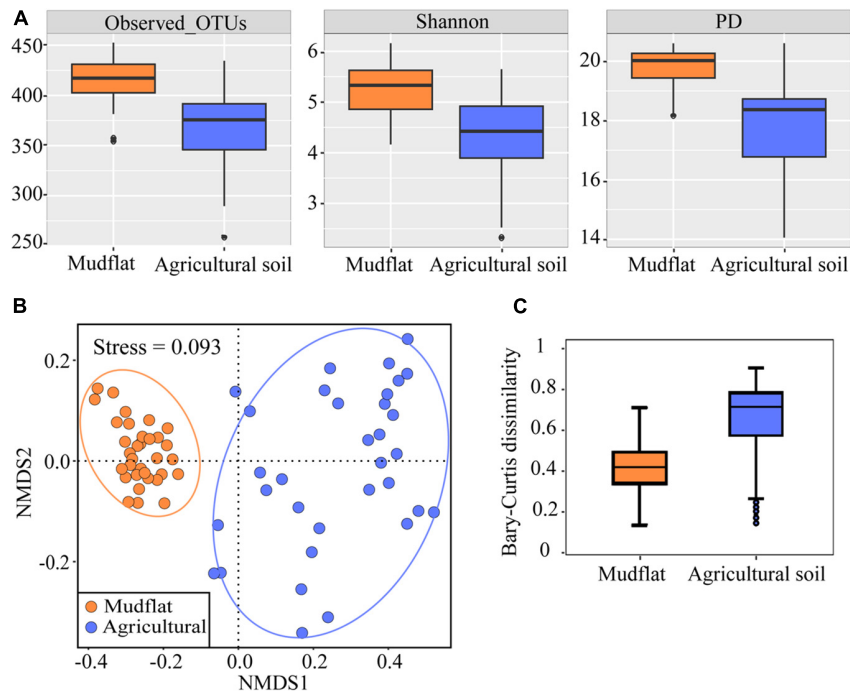 A
Observed_OTUs
450
400
350
300
250
Mudflat
Agricultural soil
Shannon
6
5
4
3
Mudflat
Agricultural soil
PD
20
18
16
14
Mudflat
Agricultural soil
B
Stress = 0.093
NMDS2
0.2
0.0
-0.2
Mudflat
Agricultural
-0.4
-0.2
0.0
0.2
0.4
NMDS1
C
Bary-Curtis dissimilarity
1
0.8
0.6
0.4
0.2
0
Mudflat
Agricultural soil